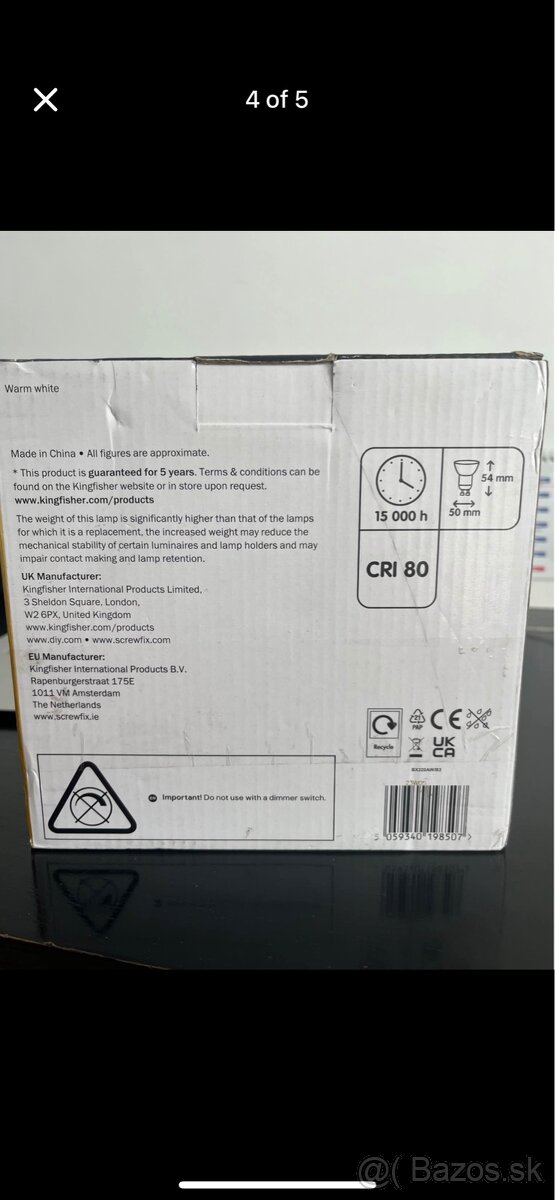 4 of 5
Warm white
Made in China • All figures are approximate.
* This product is guaranteed for 5 years. Terms & conditions can be
found on the Kingfisher website or in store upon request.
www.kingfisher.com/products
The weight of this lamp is significantly higher than that of the lamps
for which it is a replacement, the increased weight may reduce the
mechanical stability of certain luminaires and lamp holders and may
impair contact making and lamp retention.
UK Manufacturer:
Kingfisher International Products Limited,
3 Sheldon Square, London,
W2 6PX, United Kingdom
www.kingfisher.com/products
www.diy.com • www.screwfix.com
EU Manufacturer:
Kingfisher International Products B.V.
Rapenburgerstraat 175E
1011 VM Amsterdam
The Netherlands
www.screwfix.ie
15 000 h
54 mm
50 mm
CRI 80
Recycle
21
PAP
CE
UK
CA
Important! Do not use with a dimmer switch.
5 059340 198507 >
@( Bazos.sk